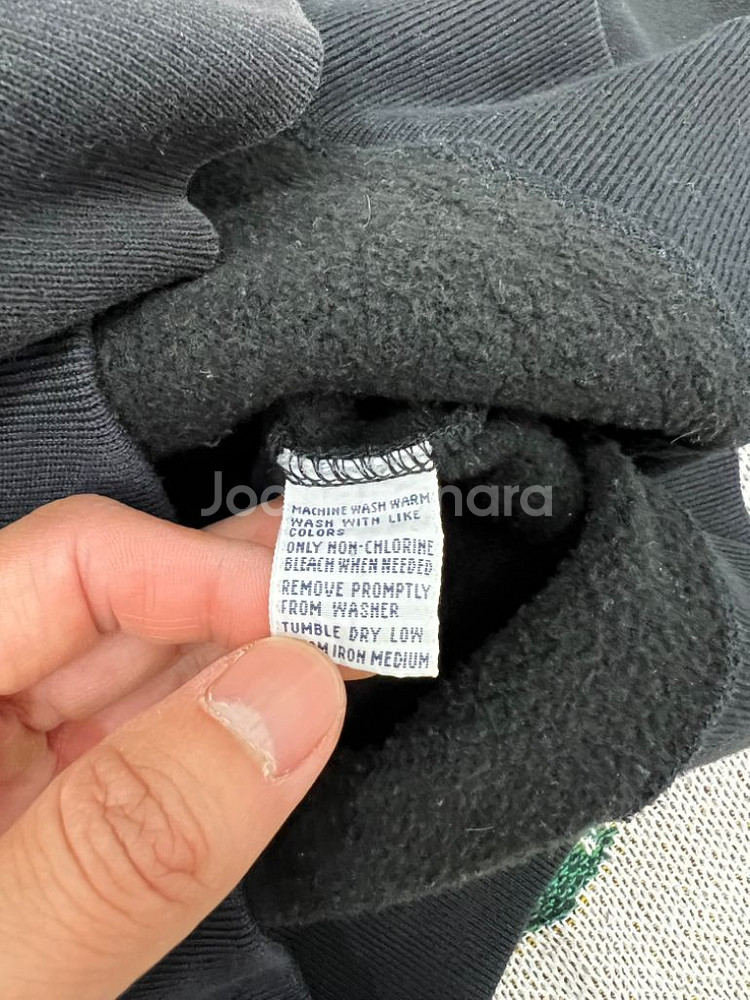 MACHINE WASH WARM
WASH WITH LIKE
COLORS
ONLY NON-CHLORINE
BLEACH WHEN NEEDED
REMOVE PROMPTLY
FROM WASHER
TUMBLE DRY LOW
IRON MEDIUM